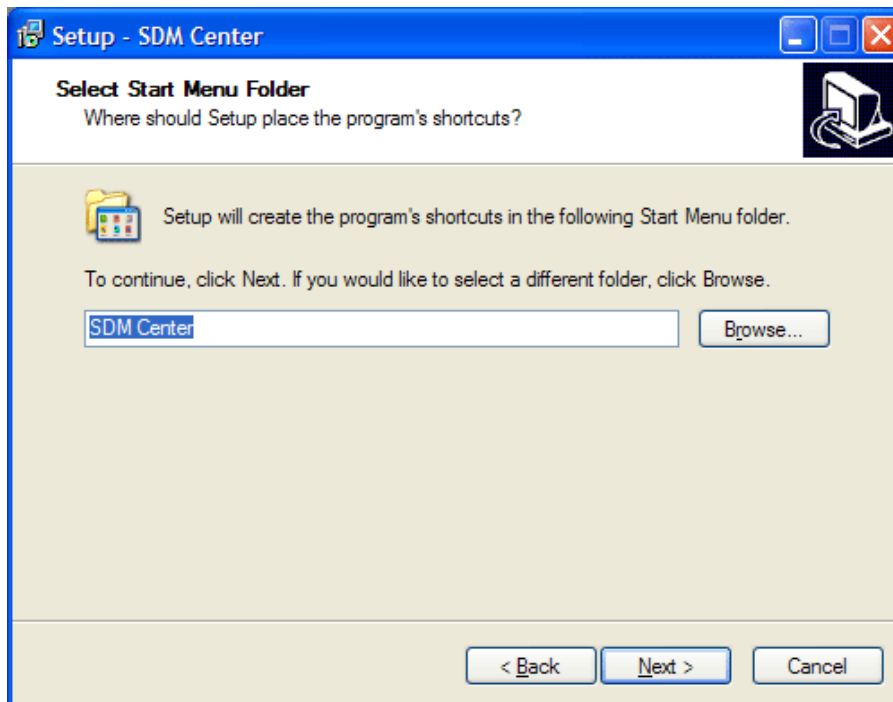 Setup - SDM Center
Select Start Menu Folder
Where should Setup place the program's shortcuts?
Setup will create the program's shortcuts in the following Start Menu folder.
To continue, click Next. If you would like to select a different folder, click Browse.
SDM Center
Browse...
< Back
Next >
Cancel